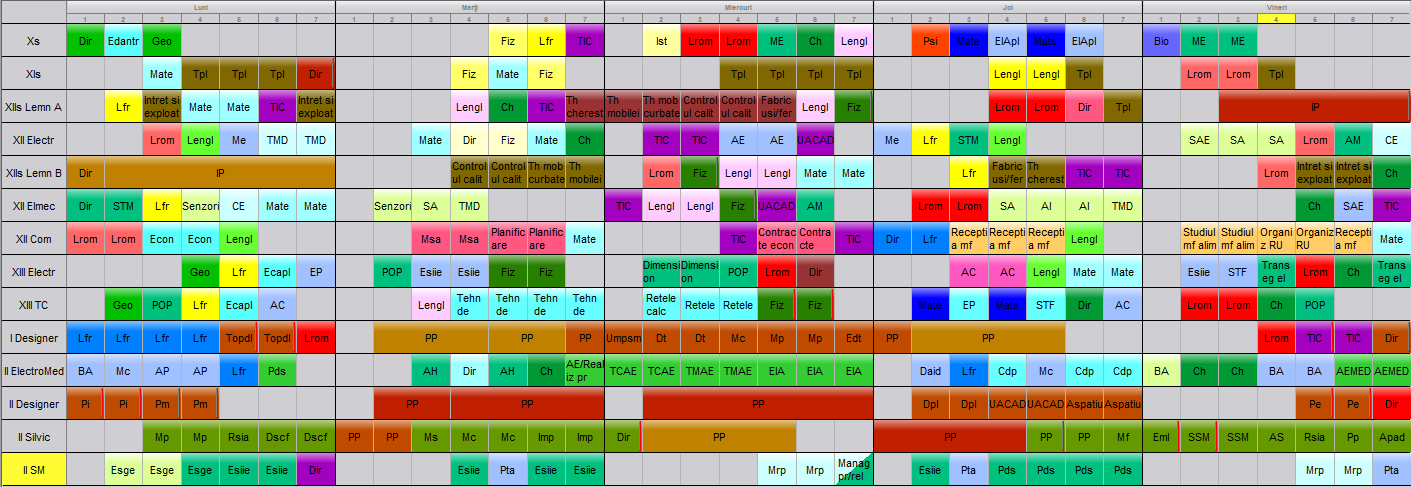 Luni Marți Miercuri Joi Vineri
1 2 3 4 5 6 7 1 2 3 4 5 6 7 1 2 3 4 5 6 7 1 2 3 4 5 6 7 1 2 3 4 5 6 7
Xs Dir Edantr Geo Fiz Lfr TIC Ist Lrom Lrom ME Ch Lengl Psi Mate ElApl Mate ElApl Bio ME ME
XIs Mate Tpl Tpl Tpl Dir Fiz Mate Fiz Tpl Tpl Tpl Tpl Lengl Lengl Tpl Lrom Lrom Tpl
XIIs Lemn A Lfr Intret si exploat Mate Mate TIC Intret si exploat Lengl Ch TIC Th cherest Th mobilei Th mob curbate Control ul calit Control ul calit Fabric usi/fer Lengl Fiz Lrom Lrom Dir Tpl IP
XII Electr Lrom Lengl Me TMD TMD Mate Dir Fiz Mate Ch TIC TIC AE AE UACAD Me Lfr STM Lengl SAE SA SA Lrom AM CE
XIIs Lemn B Dir IP Control ul calit Control ul calit Th mob curbate Th mobilei Lrom Fiz Lengl Lengl Mate Mate Lfr Fabric usi/fer Th cherest TIC TIC Lrom Intret si exploat Intret si exploat Ch
XII Elmec Dir STM Lfr Senzori CE Mate Mate Senzori SA TMD TIC Lengl Lengl Fiz UACAD AM Lrom Lrom SA AI AI TMD Ch SAE TIC
XII Com Lrom Lrom Econ Econ Lengl Msa Msa Planific are Planific are Mate TIC Contrac te econ Contra cte TIC Dir Lfr Recepti a mf Recepti a mf Recepti a mf Lengl Studiul mf alim Studiul mf alim Organi z RU Organiz RU Recepti a mf Mate
XIII Electr Geo Lfr Ecapl EP POP Esiie Esiie Fiz Fiz Dimensi on Dimensi on POP Lrom Dir AC AC Lengl Mate Mate Esiie STF Trans eg el Lrom Ch Trans eg el
XIII TC Geo POP Lfr Ecapl AC Lengl Tehn de Tehn de Tehn de Tehn de Retele calc Retele Retele Fiz Fiz Mate EP Mate STF Dir AC Lrom Lrom Ch POP
I Designer Lfr Lfr Lfr Lfr Topdl Topdl Lrom PP PP PP Umpsm Dt Dt Mc Mp Mp Edt PP PP Lrom TIC TIC Dir
II ElectroMed BA Mc AP AP Lfr Pds AH Dir AH Ch AE/Real iz pr TCAE TCAE TMAE TMAE EIA EIA EIA Daid Lfr Cdp Mc Cdp Cdp BA Ch Ch BA BA AEMED AEMED
II Designer Pi Pi Pm Pm PP PP PP Dpl Dpl UACAD UACAD Aspatiu Aspatiu Pe Pe Dir
II Silvic Mp Mp Rsia Dscf Dscf PP PP Ms Mc Mc Imp Imp Dir PP PP PP PP Mf Eml SSM SSM AS Rsia Pp Apad
II SM Esge Esge Esge Esiie Esiie Dir Esiie Pta Esiie Esiie Mrp Mrp Manag pr/rel Esiie Pta Pds Pds Pds Pds Mrp Mrp Pta